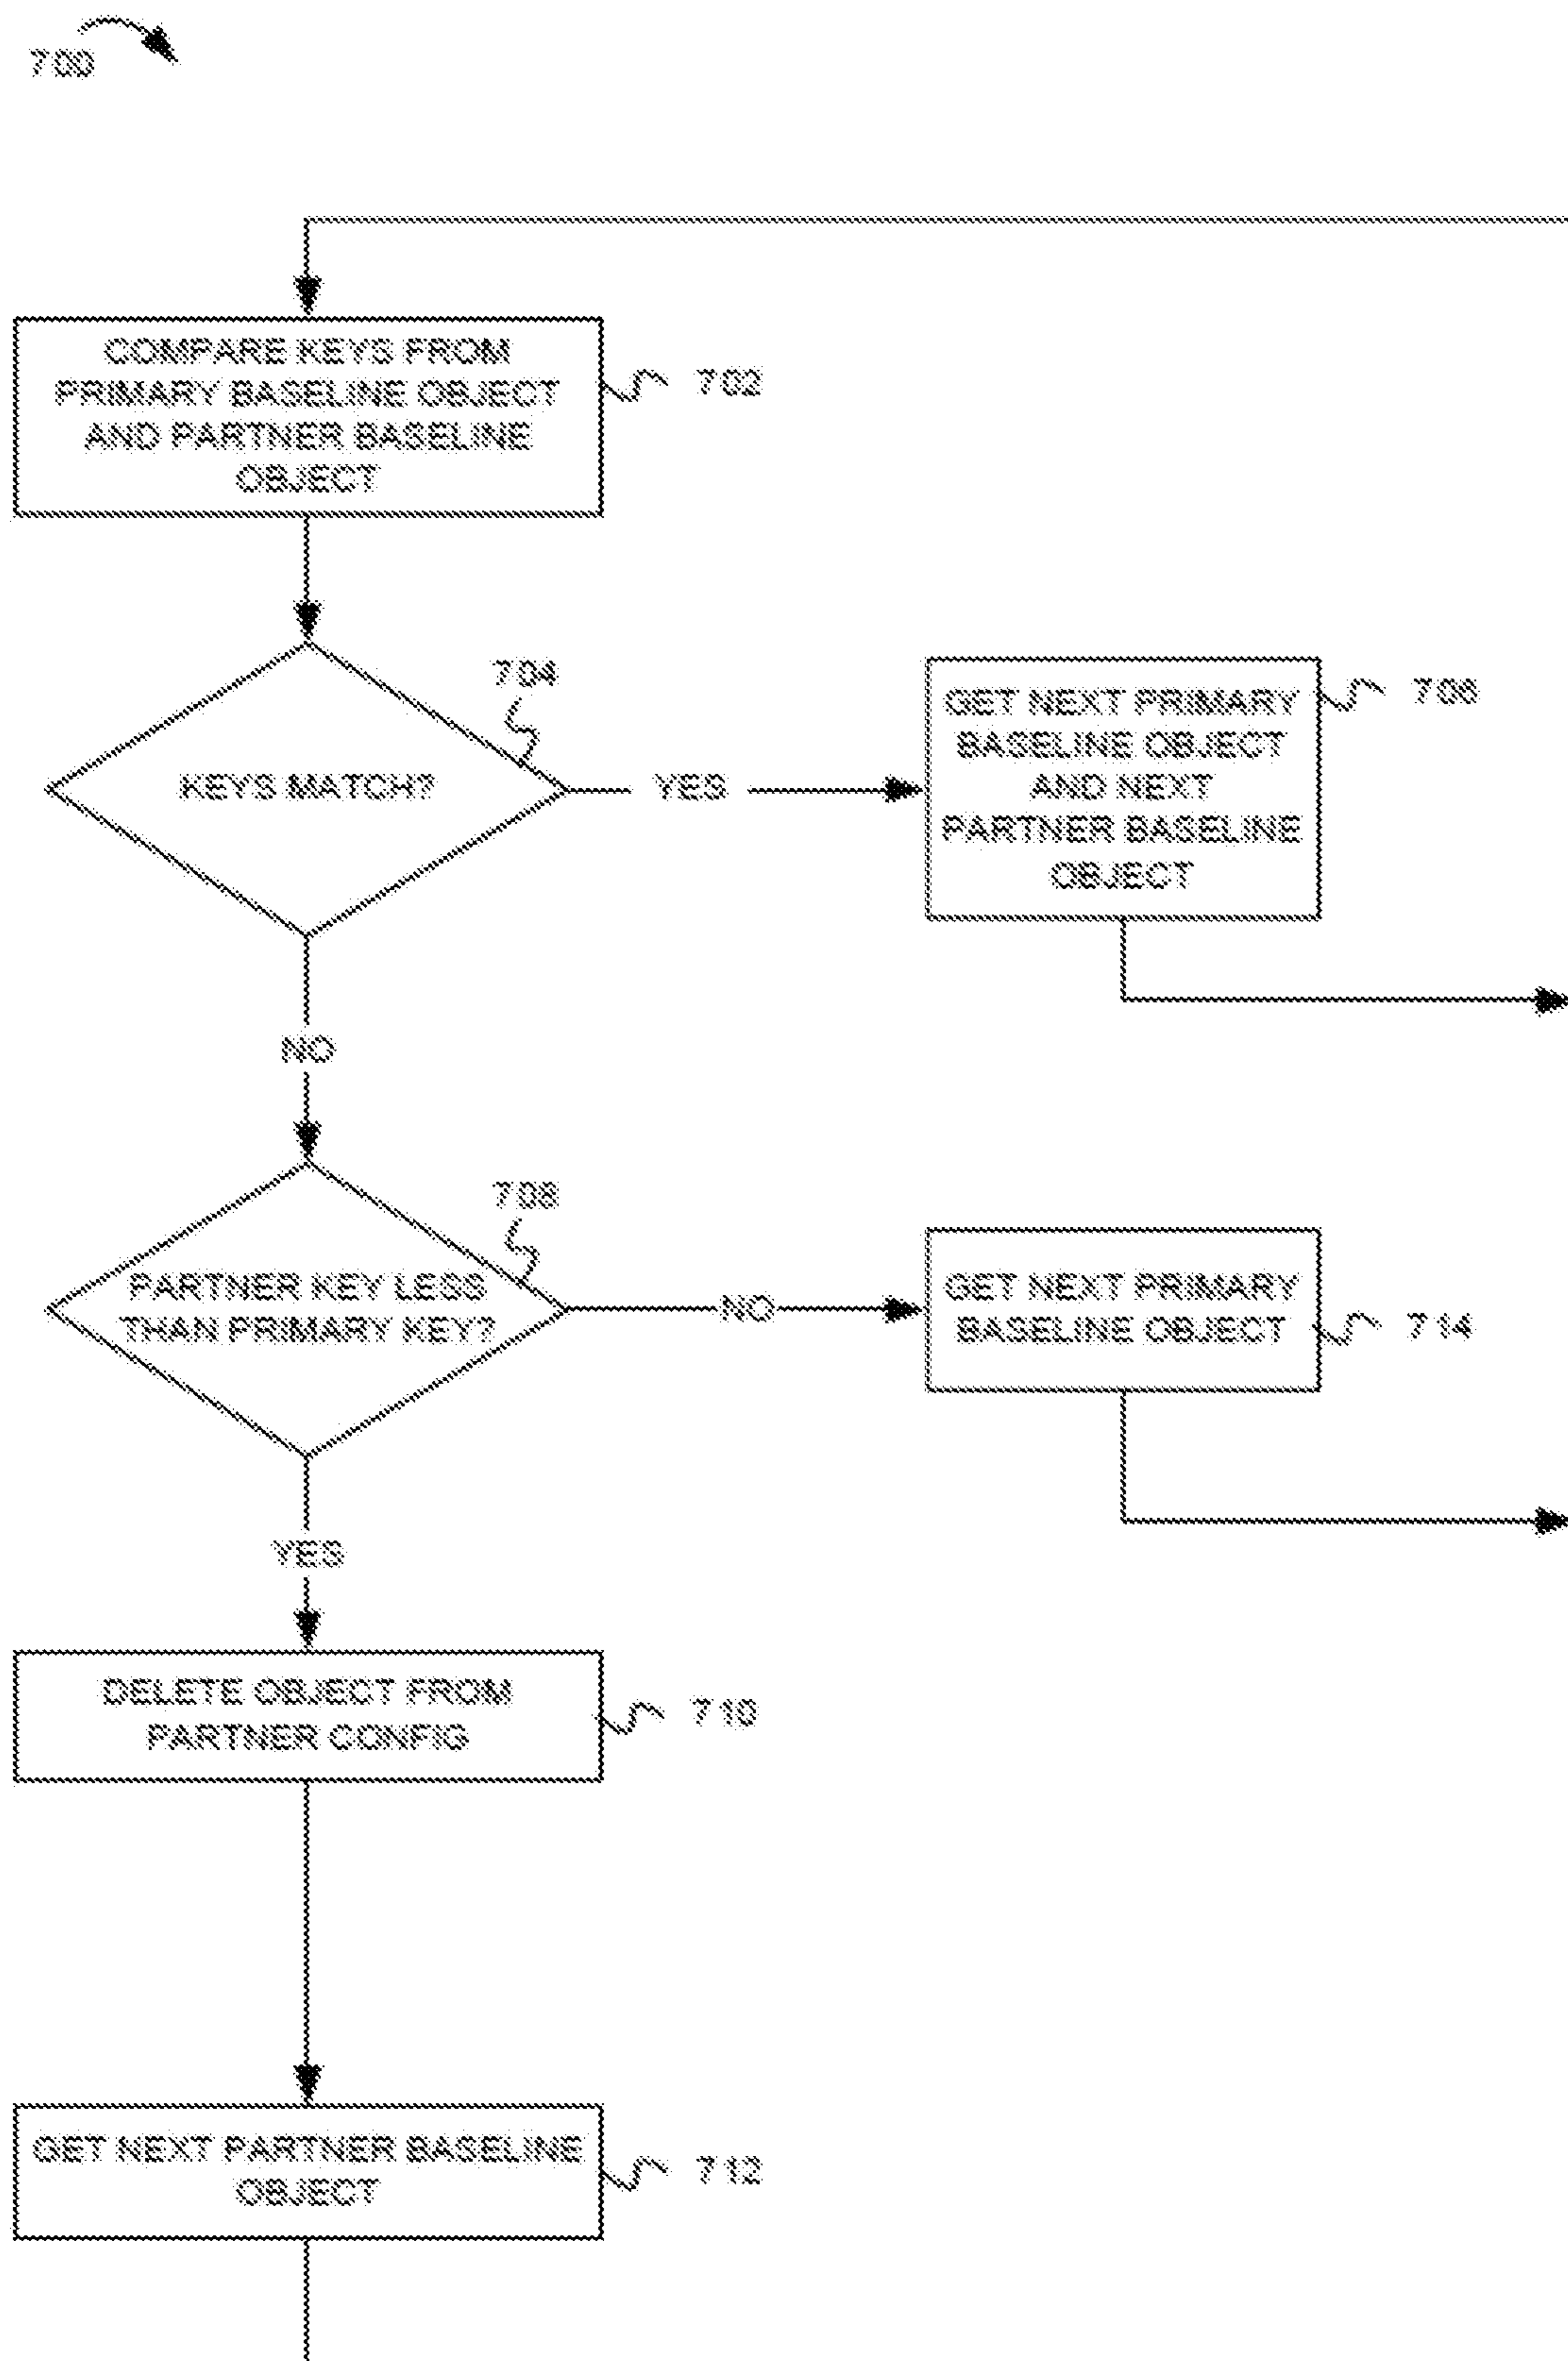 700
COMPARE KEYS FROM
PRIMARY BASELINE OBJECT
AND PARTNER BASELINE
OBJECT
702
704
KEYS MATCH?
YES
GET NEXT PRIMARY
BASELINE OBJECT
AND NEXT
PARTNER BASELINE
OBJECT
706
NO
708
PARTNER KEY LESS
THAN PRIMARY KEY?
NO
GET NEXT PRIMARY
BASELINE OBJECT
714
YES
DELETE OBJECT FROM
PARTNER CONFIG
710
GET NEXT PARTNER BASELINE
OBJECT
712